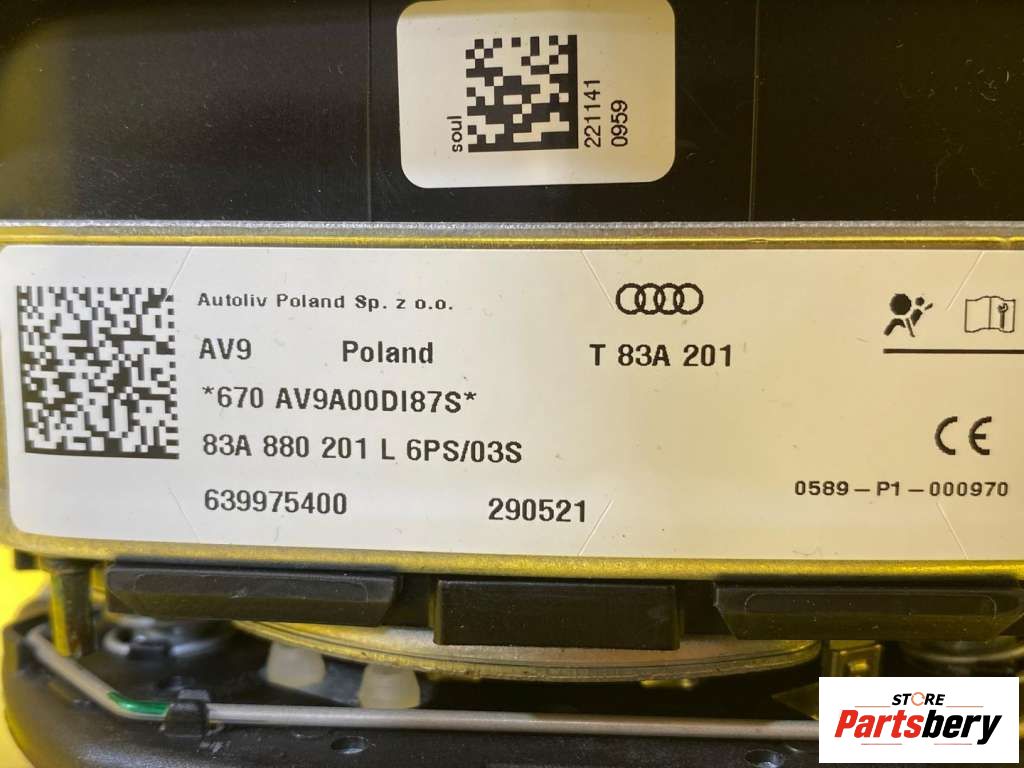 soul
221141
0959
Autoliv Poland Sp. z o.o.
AV9 Poland T 83A 201
*670 AV9A00DI87S*
83A 880 201 L 6PS/03S
639975400 290521
CE
0589-P1-000970
STORE
Partsbery